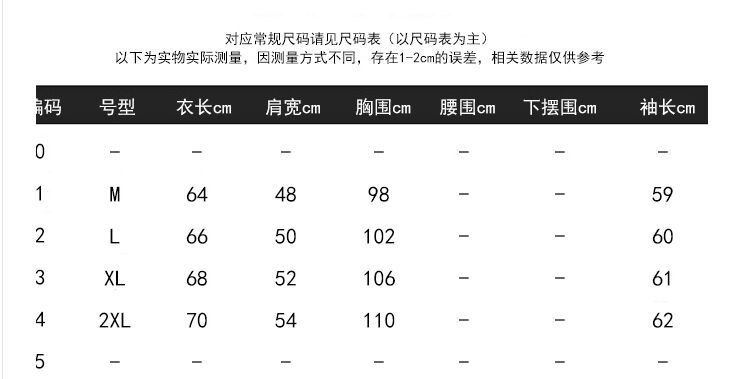 对应常规尺码请见尺码表（以尺码表为主）
以下为实物实际测量，因测量方式不同，存在1-2cm的误差，相关数据仅供参考
编码 号型 衣长cm 肩宽cm 胸围cm 腰围cm 下摆围cm 袖长cm
0 – – – – – – –
1 M 64 48 98 – – 59
2 L 66 50 102 – – 60
3 XL 68 52 106 – – 61
4 2XL 70 54 110 – – 62
5 – – – – – – –